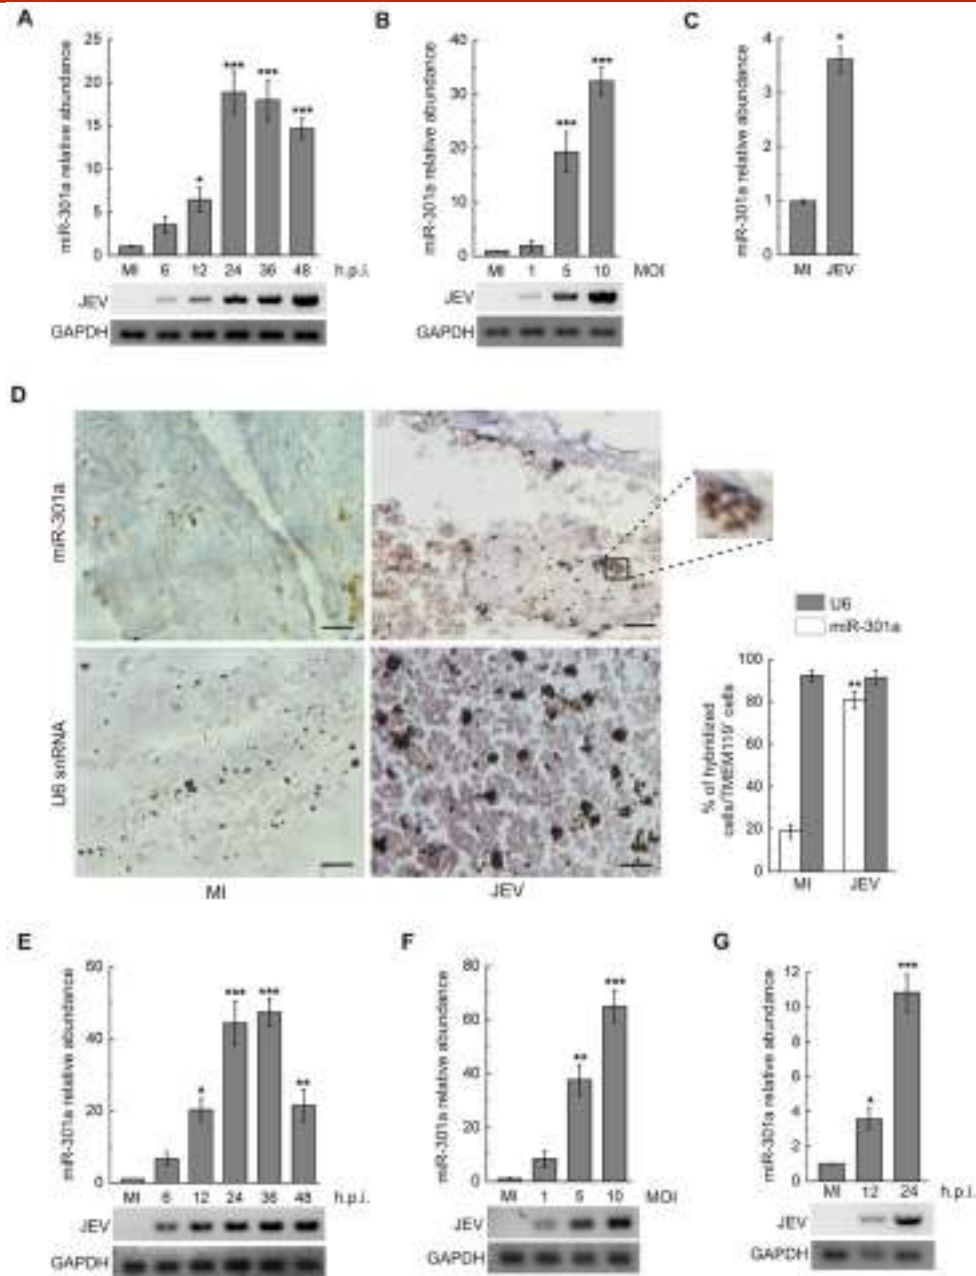 A
miR-301a relative abundance
25
20
15
10
5
0
***
***
***
*
MI 6 12 24 36 48 h.p.i.
JEV
GAPDH
B
miR-301a relative abundance
40
30
20
10
0
***
***
MI 1 5 10 MOI
JEV
GAPDH
C
miR-301a relative abundance
4
3
2
1
0
*
MI JEV
D
miR-301a
U6 snRNA
MI JEV
U6
miR-301a
% of hybridized
cells/TMEM119+ cells
100
80
60
40
20
0
**
MI JEV
E
miR-301a relative abundance
60
40
20
0
*
***
***
**
MI 6 12 24 36 48 h.p.i.
JEV
GAPDH
F
miR-301a relative abundance
80
60
40
20
0
**
***
MI 1 5 10 MOI
JEV
GAPDH
G
miR-301a relative abundance
12
10
8
6
4
2
0
*
***
MI 12 24 h.p.i.
JEV
GAPDH